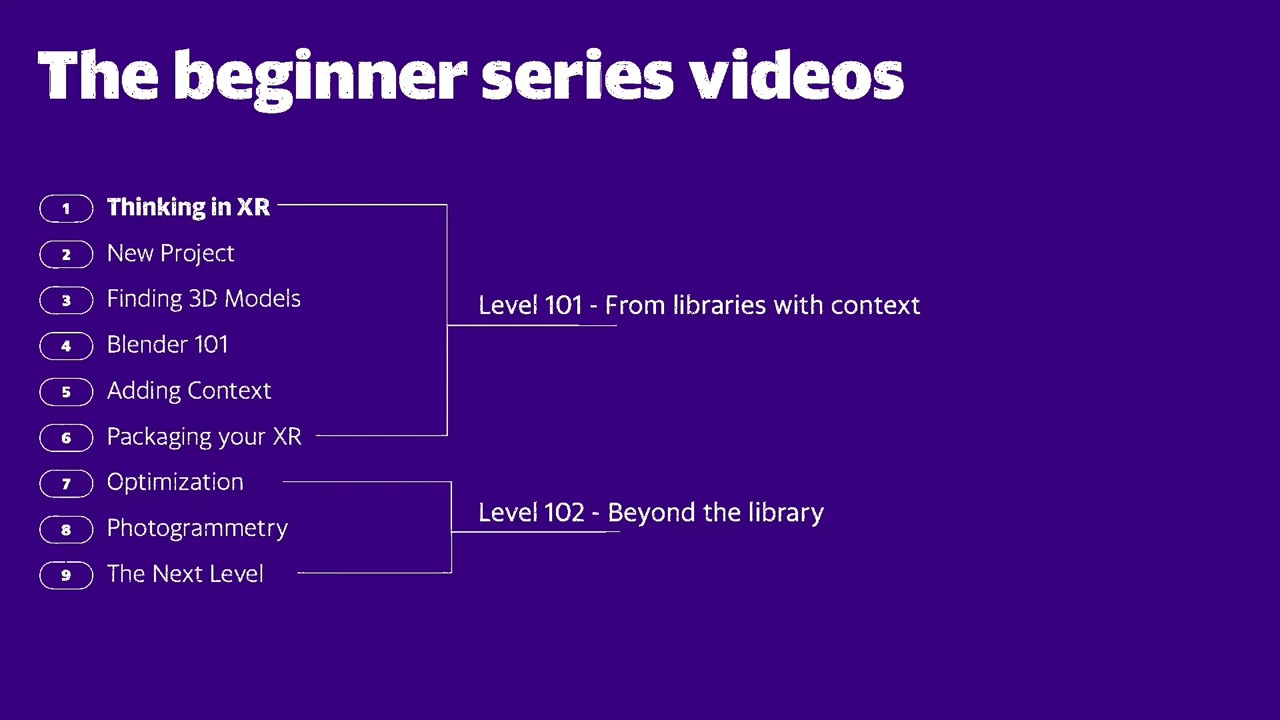 The beginner series videos
1 Thinking in XR
2 New Project
3 Finding 3D Models
4 Blender 101
5 Adding Context
6 Packaging your XR
7 Optimization
8 Photogrammetry
9 The Next Level
Level 101 - From libraries with context
Level 102 - Beyond the library